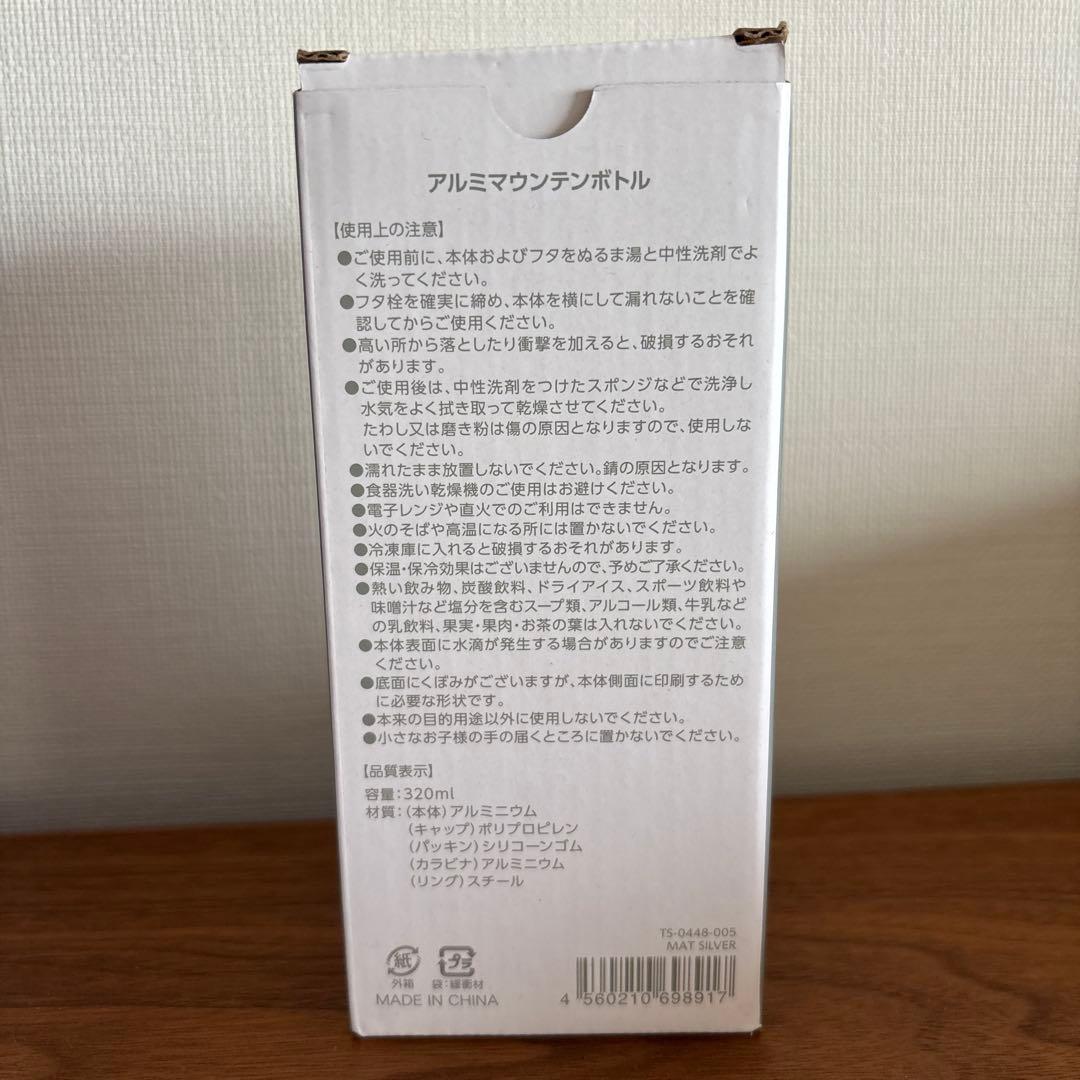 アルミマウンテンボトル
【使用上の注意】
●ご使用前に、本体およびフタをぬるま湯と中性洗剤でよ
く洗ってください。
●フタ栓を確実に締め、本体を横にして漏れないことを確
認してからご使用ください。
●高い所から落としたり衝撃を加えると、破損するおそれ
があります。
●ご使用後は、中性洗剤をつけたスポンジなどで洗浄し
水気をよく拭き取って乾燥させてください。
たわし又は磨き粉は傷の原因となりますので、使用しな
いでください。
●濡れたまま放置しないでください。錆の原因となります。
●食器洗い乾燥機のご使用はお避けください。
●電子レンジや直火でのご利用はできません。
●火のそばや高温になる所には置かないでください。
●冷凍庫に入れると破損するおそれがあります。
●保温・保冷効果はございませんので、予めご了承ください。
●熱い飲み物、炭酸飲料、ドライアイス、スポーツ飲料や
味噌汁など塩分を含むスープ類、アルコール類、牛乳など
の乳飲料、果実・果肉・お茶の葉は入れないでください。
●本体表面に水滴が発生する場合がありますのでご注意
ください。
●底面にくぼみがございますが、本体側面に印刷するため
に必要な形状です。
●本来の目的用途以外に使用しないでください。
●小さなお子様の手の届くところに置かないでください。
【品質表示】
容量:320ml
材質:(本体)アルミニウム
(キャップ)ポリプロピレン
(パッキン)シリコーンゴム
(カラビナ)アルミニウム
(リング)スチール
TS-0448-005
MAT SILVER
紙
プラ
外箱
袋:緩衝材
MADE IN CHINA
4 560210 698917